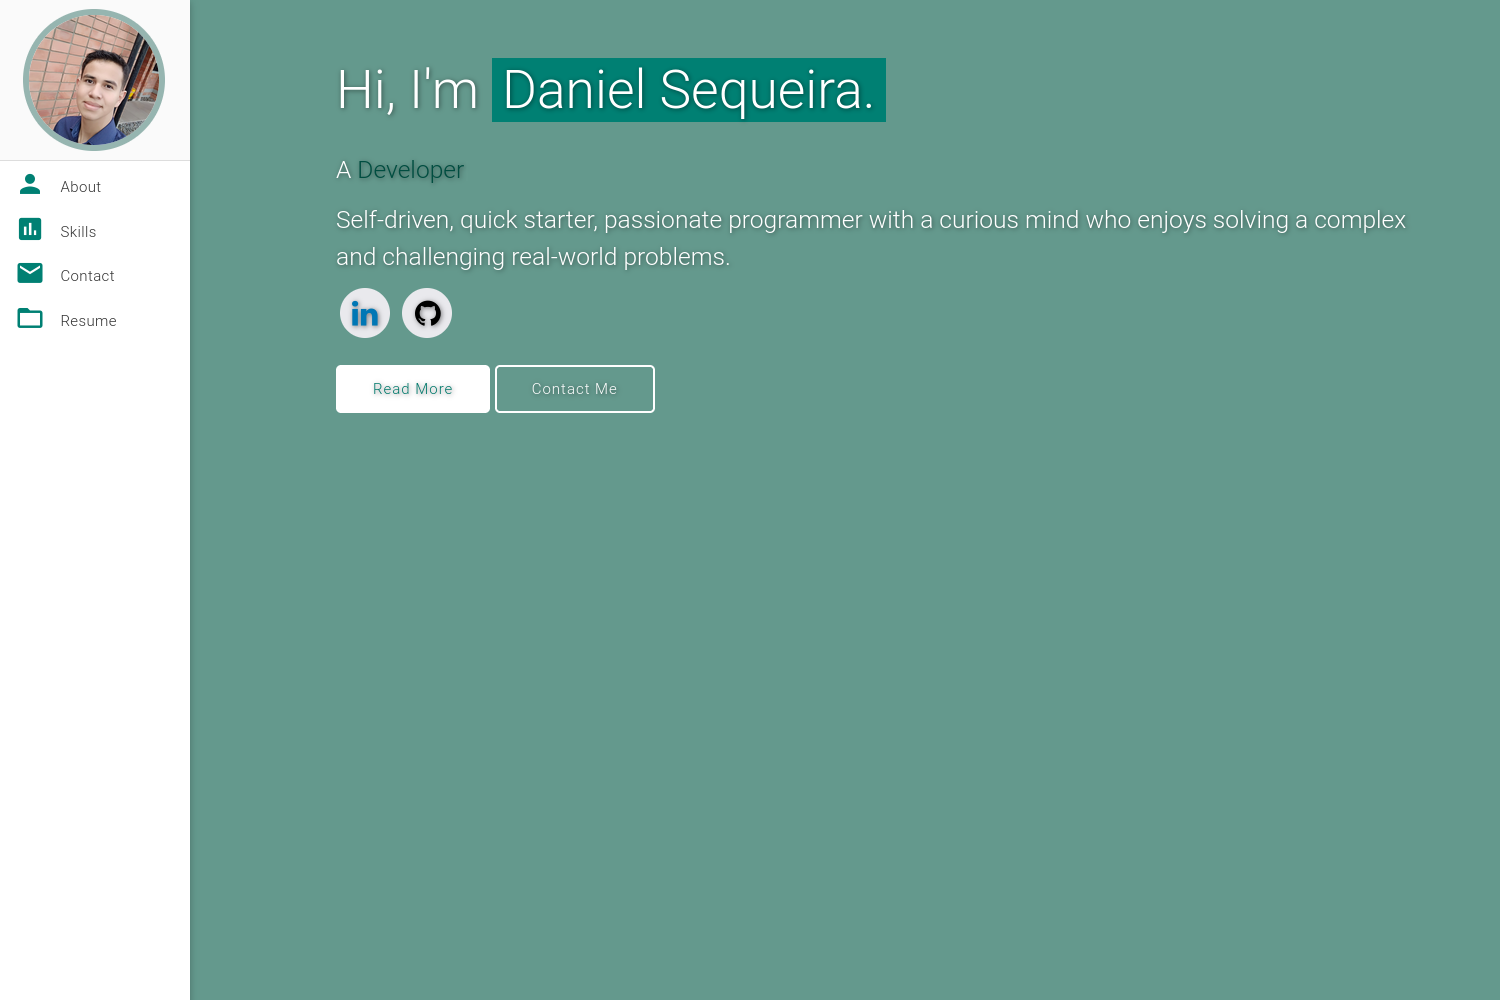 About
Skills
Contact
Resume
Hi, I'm Daniel Sequeira.
A Developer
Self-driven, quick starter, passionate programmer with a curious mind who enjoys solving a complex
and challenging real-world problems.
in
Read More
Contact Me